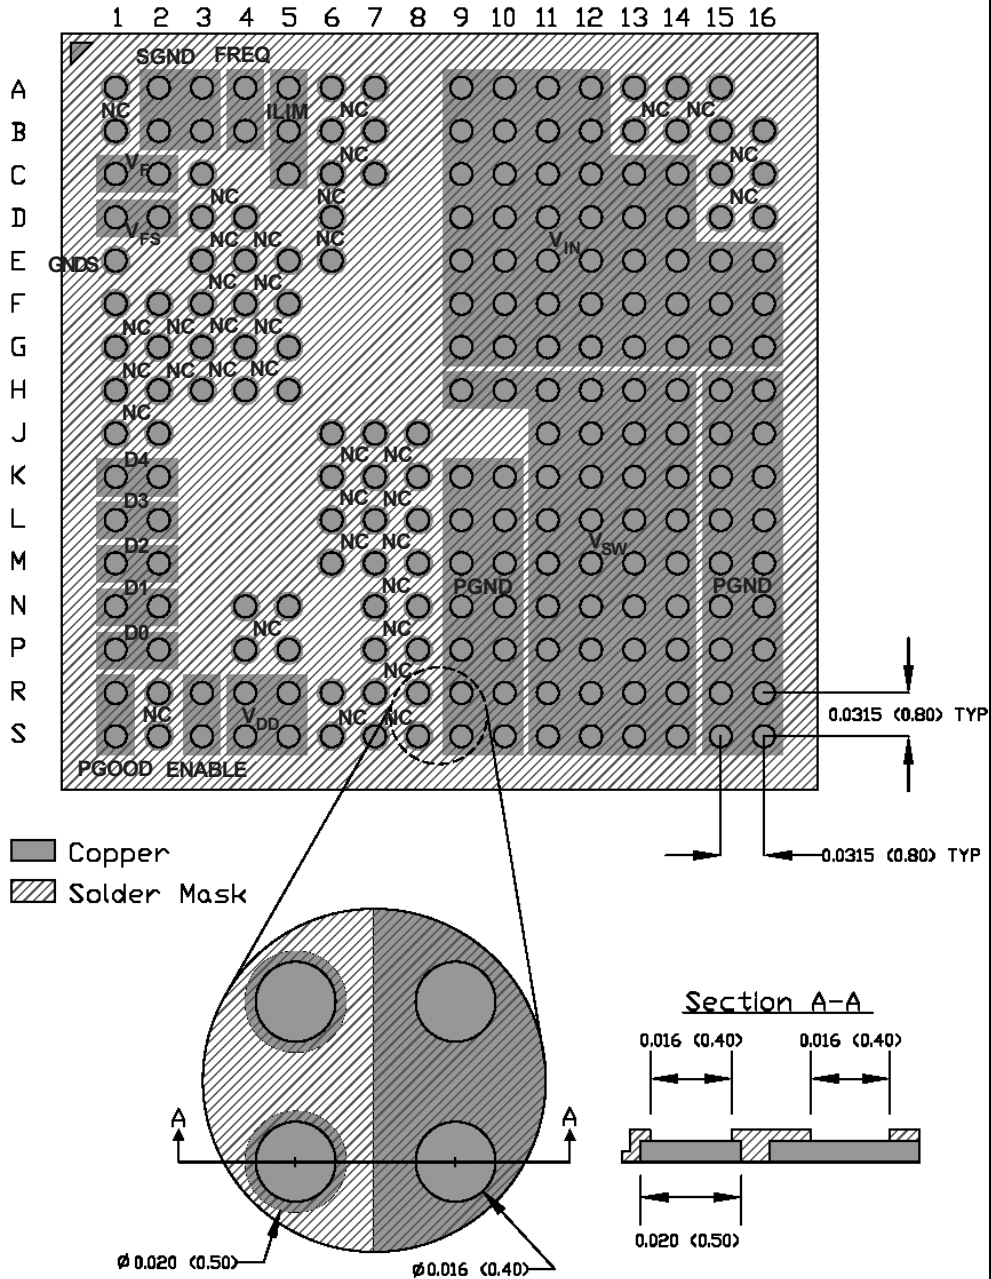 1 2 3 4 5 6 7 8 9 10 11 12 13 14 15 16
SGND FREQ
A
NC ILIM NC NC NC
B
NC NC
C VF
NC NC NC
D
VFS NC NC NC VIN
E GNDS
NC NC
F
NC NC NC NC
G
NC NC NC NC
H
NC
J
D4 NC NC
K
D3 NC NC
L
D2 NC NC VSW
M
D1 NC PGND PGND
N
D0 NC NC
P
NC
R
NC VDD NC NC
S
PGOOD ENABLE
0.0315 (0.80) TYP
0.0315 (0.80) TYP
Copper
Solder Mask
Section A-A
0.016 (0.40) 0.016 (0.40)
A A
0.020 (0.50)
Ø0.020 (0.50)
Ø0.016 (0.40)